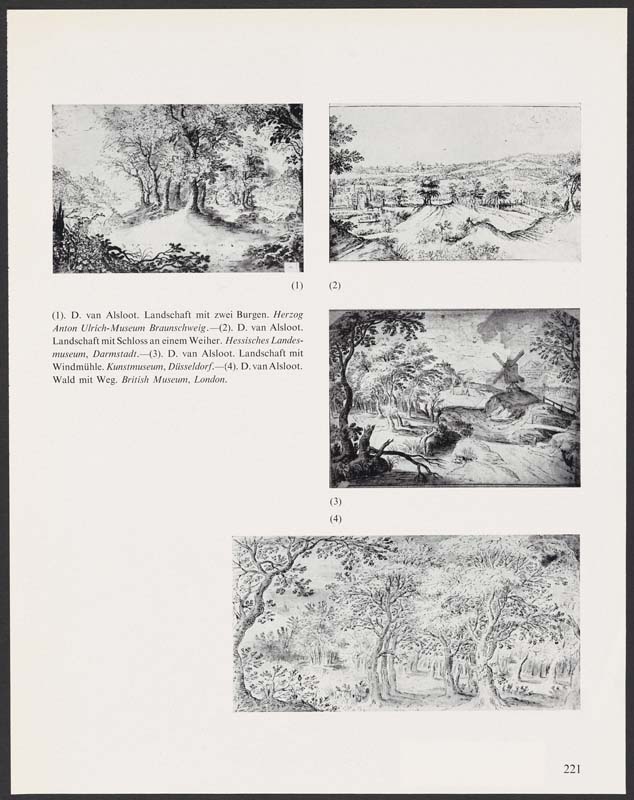 (1)
(2)
(1). D. van Alsloot. Landschaft mit zwei Burgen. Herzog
Anton Ulrich-Museum Braunschweig.—(2). D. van Alsloot.
Landschaft mit Schloss an einem Weiher. Hessisches Landes-
museum, Darmstadt.—(3). D. van Alsloot. Landschaft mit
Windmühle. Kunstmuseum, Düsseldorf.—(4). D. van Alsloot.
Wald mit Weg. British Museum, London.
(3)
(4)
221